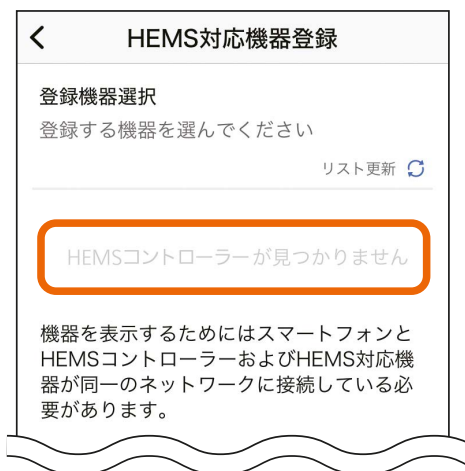 HEMS対応機器登録
登録機器選択
登録する機器を選んでください
リスト更新
HEMSコントローラーが見つかりません
機器を表示するためにはスマートフォンと
HEMSコントローラーおよびHEMS対応機
器が同一のネットワークに接続している必
要があります。